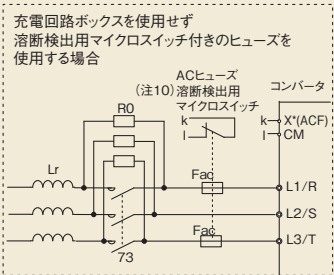 充電回路ボックスを使用せず
溶断検出用マイクロスイッチ付きのヒューズを
使用する場合
ACヒューズ
(注10)溶断検出用
マイクロスイッチ
コンバータ
R0
k
k
X*(ACF)
l
l
CM
Lr
Fac
L1/R
L2/S
Fac
L3/T
73